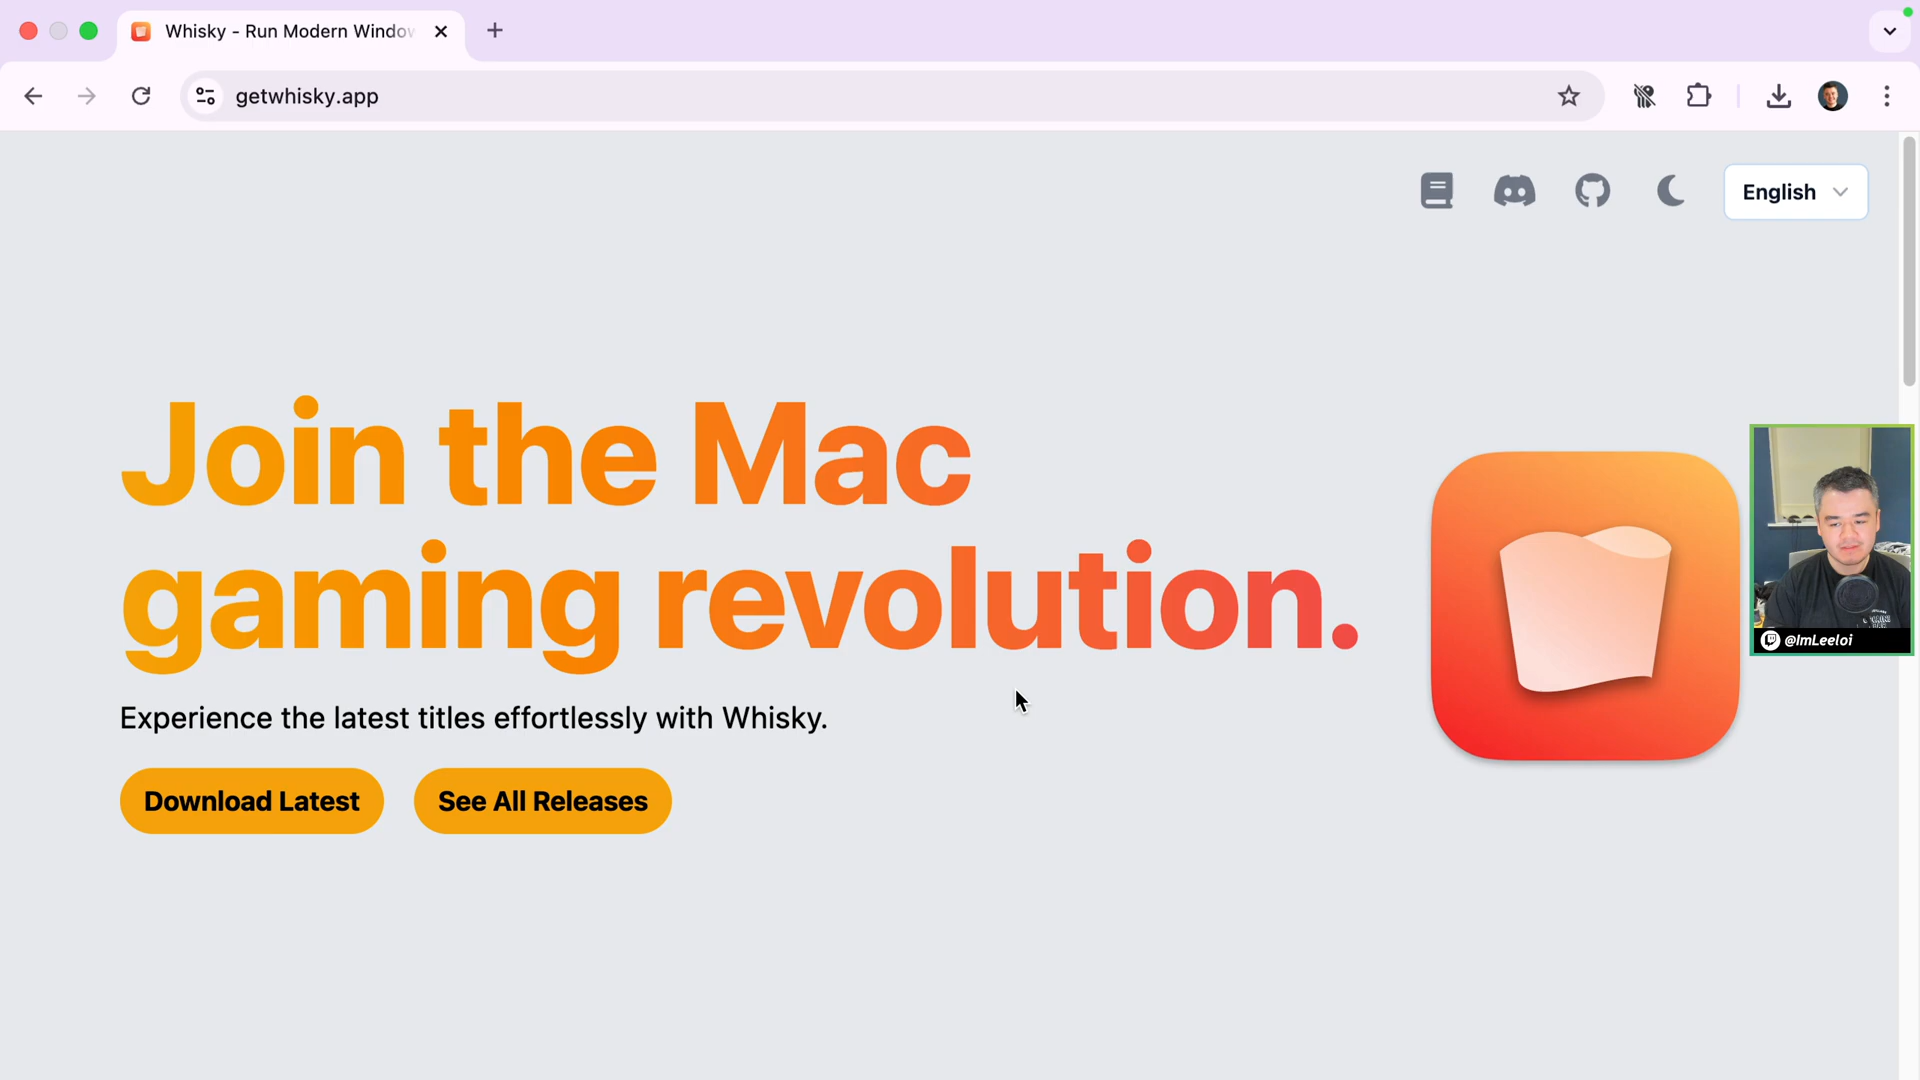 Whisky - Run Modern Windo
getwhisky.app
English
Join the Mac
gaming revolution.
Experience the latest titles effortlessly with Whisky.
Download Latest
See All Releases
@ImLeeloi